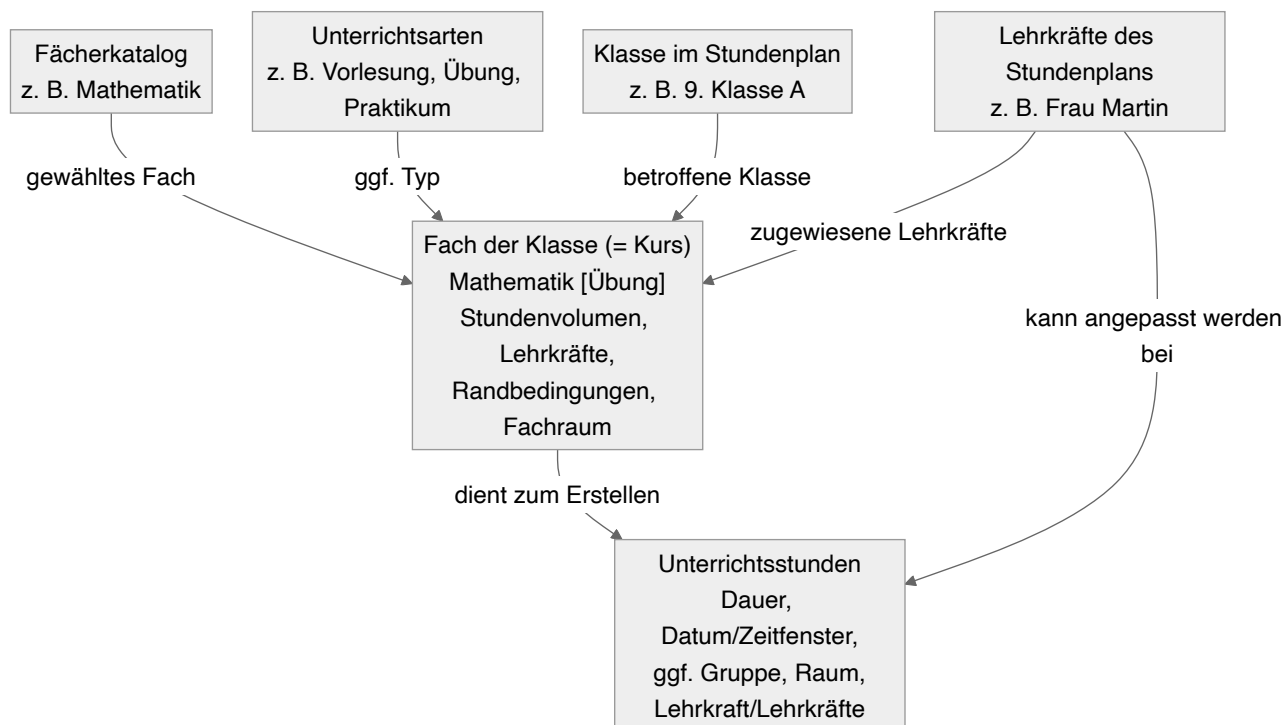 Fächerkatalog
z. B. Mathematik
Unterrichtsarten
z. B. Vorlesung, Übung,
Praktikum
Klasse im Stundenplan
z. B. 9. Klasse A
Lehrkräfte des
Stundenplans
z. B. Frau Martin
gewähltes Fach
ggf. Typ
betroffene Klasse
zugewiesene Lehrkräfte
Fach der Klasse (= Kurs)
Mathematik [Übung]
Stundenvolumen,
Lehrkräfte,
Randbedingungen,
Fachraum
kann angepasst werden
bei
dient zum Erstellen
Unterrichtsstunden
Dauer,
Datum/Zeitfenster,
ggf. Gruppe, Raum,
Lehrkraft/Lehrkräfte